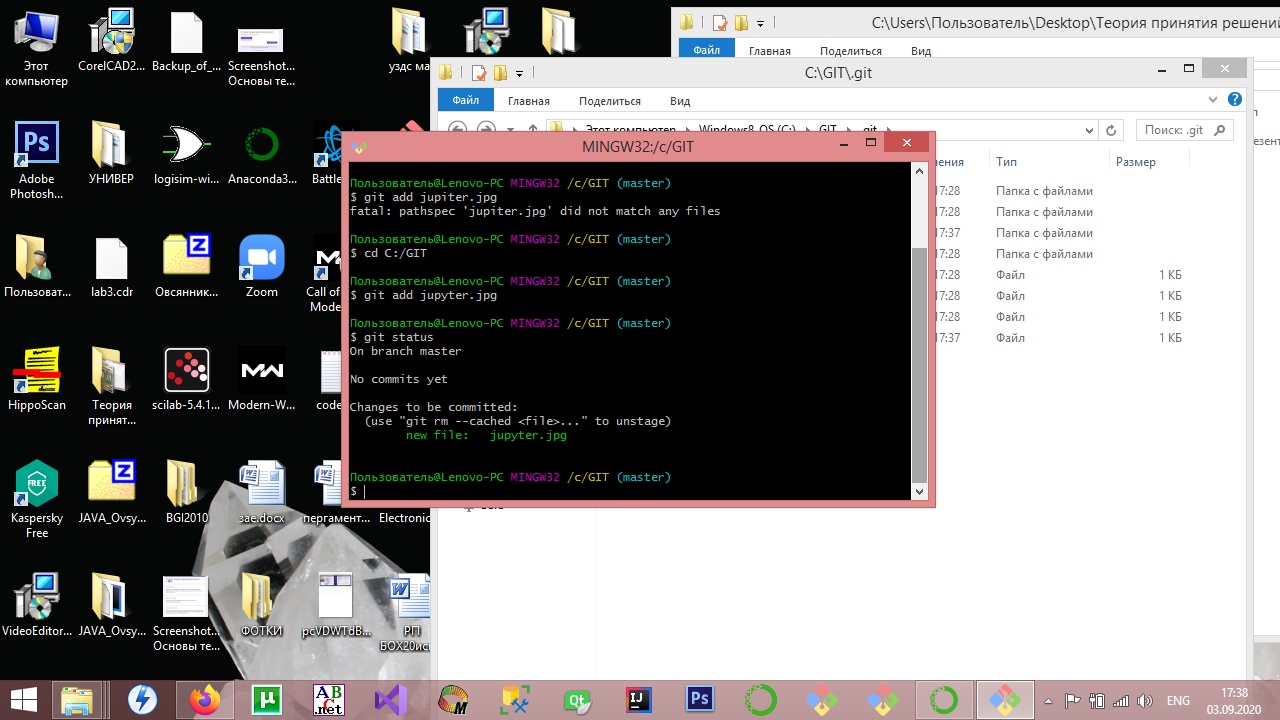 Этот компьютер
CorelCAD2...
Backup_of_...
Screenshot... Основы те...
уздс ма
Adobe Photosh...
УНИВЕР
logisim-wi...
Anaconda3...
Battle
Пользоват...
lab3.cdr
Овсянник...
Zoom
Call of
Mode
HippoScan
Теория принят...
scilab-5.4.1...
Modern-W...
code
Kaspersky Free
JAVA_Ovsy...
BGI2010
зае.docx
пергамент...
Electronic
VideoEditor...
JAVA_Ovsy...
Screenshot... Основы те...
ФОТКИ
pcVDWTdB...
РП БОХ20исп
C:\Users\Пользователь\Desktop\Теория принятия решени
Файл Главная Поделиться Вид
C:\GIT\.git
Файл Главная Поделиться Вид
Этот компьютер Windows8_OS (C:) GIT .git
Поиск: .git
нения Тип Размер
17:28 Папка с файлами
17:28 Папка с файлами
17:37 Папка с файлами
17:28 Папка с файлами
17:28 Файл 1 КБ
17:28 Файл 1 КБ
17:28 Файл 1 КБ
17:37 Файл 1 КБ
MINGW32:/c/GIT
Пользователь@Lenovo-PC MINGW32 /c/GIT (master)
$ git add jupiter.jpg
fatal: pathspec 'jupiter.jpg' did not match any files
Пользователь@Lenovo-PC MINGW32 /c/GIT (master)
$ cd C:/GIT
Пользователь@Lenovo-PC MINGW32 /c/GIT (master)
$ git add jupyter.jpg
Пользователь@Lenovo-PC MINGW32 /c/GIT (master)
$ git status
On branch master
No commits yet
Changes to be committed:
(use "git rm --cached <file>..." to unstage)
new file: jupyter.jpg
Пользователь@Lenovo-PC MINGW32 /c/GIT (master)
$
ENG
17:38
03.09.2020